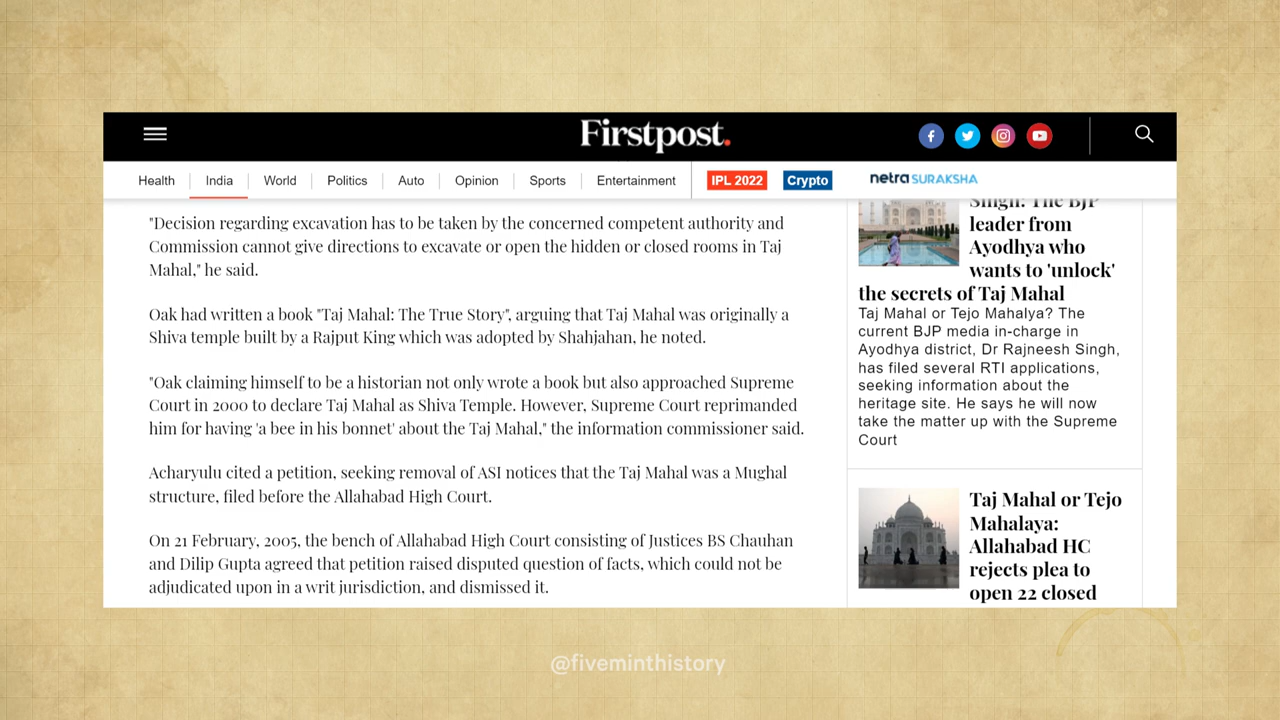 Firstpost.
Health
India
World
Politics
Auto
Opinion
Sports
Entertainment
IPL 2022
Crypto
netra SURAKSHA
"Decision regarding excavation has to be taken by the concerned competent authority and
Commission cannot give directions to excavate or open the hidden or closed rooms in Taj
Mahal," he said.
Oak had written a book "Taj Mahal: The True Story", arguing that Taj Mahal was originally a
Shiva temple built by a Rajput King which was adopted by Shahjahan, he noted.
"Oak claiming himself to be a historian not only wrote a book but also approached Supreme
Court in 2000 to declare Taj Mahal as Shiva Temple. However, Supreme Court reprimanded
him for having 'a bee in his bonnet' about the Taj Mahal," the information commissioner said.
Acharyulu cited a petition, seeking removal of ASI notices that the Taj Mahal was a Mughal
structure, filed before the Allahabad High Court.
On 21 February, 2005, the bench of Allahabad High Court consisting of Justices BS Chauhan
and Dilip Gupta agreed that petition raised disputed question of facts, which could not be
adjudicated upon in a writ jurisdiction, and dismissed it.
Singh: The BJP
leader from
Ayodhya who
wants to 'unlock'
the secrets of Taj Mahal
Taj Mahal or Tejo Mahalya? The
current BJP media in-charge in
Ayodhya district, Dr Rajneesh Singh,
has filed several RTI applications,
seeking information about the
heritage site. He says he will now
take the matter up with the Supreme
Court
Taj Mahal or Tejo
Mahalaya:
Allahabad HC
rejects plea to
open 22 closed
@fiveminthistory